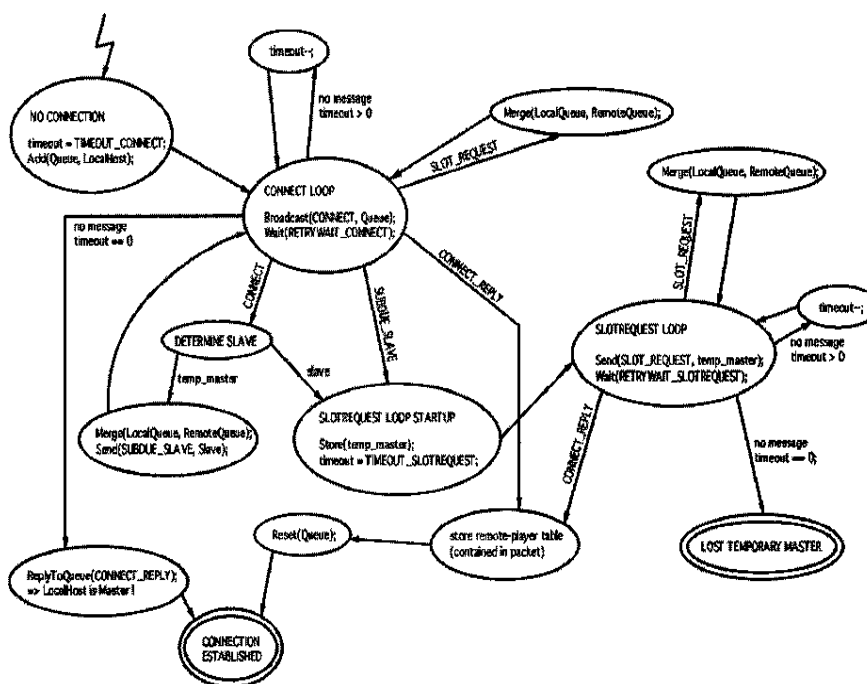 timeout--;
NO CONNECTION
timeout = TIMEOUT_CONNECT;
Add(Queue, LocalHost);
no message
timeout > 0
Merge(LocalQueue, RemoteQueue);
SLOT_REQUEST
CONNECT LOOP
Broadcast(CONNECT, Queue);
Wait(RETRYWAIT_CONNECT);
Merge(LocalQueue, RemoteQueue);
SLOT_REQUEST
no message
timeout == 0
CONNECT
SUBDUE_SLAVE
CONNECT_REPLY
timeout--;
DETERMINE SLAVE
SLOTREQUEST LOOP
Send(SLOT_REQUEST, temp_master);
Wait(RETRYWAIT_SLOTREQUEST);
no message
timeout > 0
temp_master
slave
Merge(LocalQueue, RemoteQueue);
Send(SUBDUE_SLAVE, Slave);
SLOTREQUEST LOOP STARTUP
Store(temp_master);
timeout = TIMEOUT_SLOTREQUEST;
CONNECT_REPLY
no message
timeout == 0;
Reset(Queue);
store remote-player table
(contained in packet)
LOST TEMPORARY MASTER
ReplyToQueue(CONNECT_REPLY);
=> LocalHost is Master!
CONNECTION
ESTABLISHED